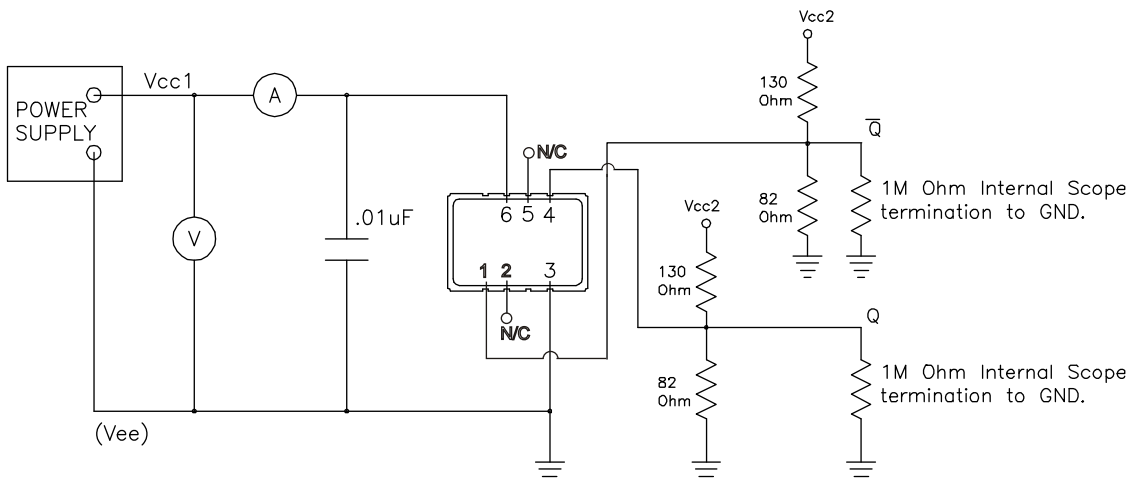 Vcc2
Vcc1
A
POWER
SUPPLY
130
Ohm
Q̅
N/C
6 5 4
.01uF
V
82
Ohm
1M Ohm Internal Scope
termination to GND.
Vcc2
1 2 3
130
Ohm
N/C
Q
82
Ohm
1M Ohm Internal Scope
termination to GND.
(Vee)